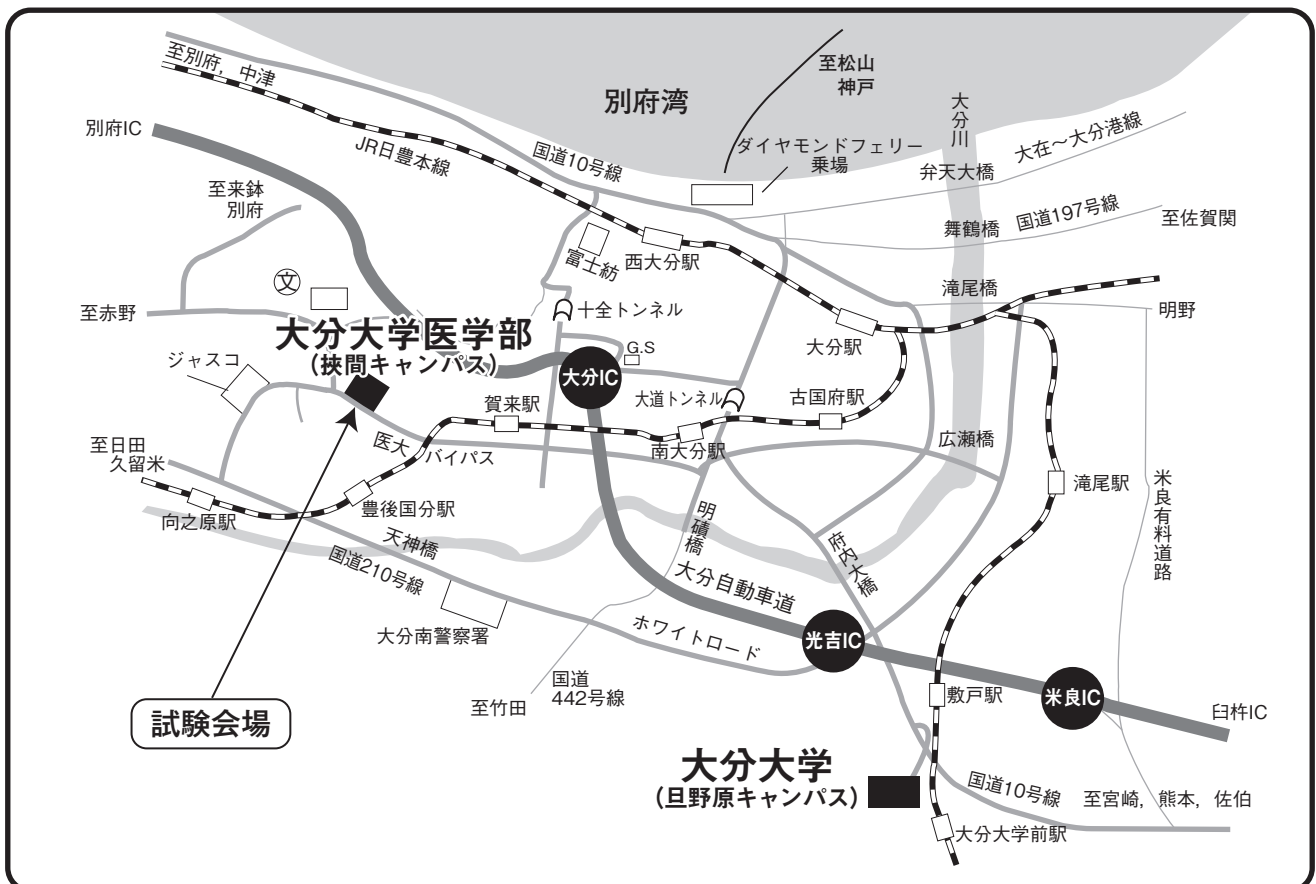 至別府，中津
別府湾
至松山
神戸
大分川
ダイヤモンドフェリー
乗場
大在〜大分港線
弁天大橋
別府IC
JR日豊本線
国道10号線
至来鉢
別府
舞鶴橋
国道197号線
至佐賀関
富士紡
西大分駅
文
滝尾橋
至赤野
十全トンネル
明野
大分大学医学部
(挾間キャンパス)
G.S
大分駅
ジャスコ
大分IC
大道トンネル
古国府駅
賀来駅
医大バイパス
南大分駅
広瀬橋
至日田
久留米
滝尾駅
米良有料道路
向之原駅
豊後国分駅
明磧橋
府内大橋
天神橋
国道210号線
大分自動車道
大分南警察署
ホワイトロード
光吉IC
国道
442号線
至竹田
敷戸駅
米良IC
臼杵IC
試験会場
大分大学
(旦野原キャンパス)
国道10号線
至宮崎，熊本，佐伯
大分大学前駅